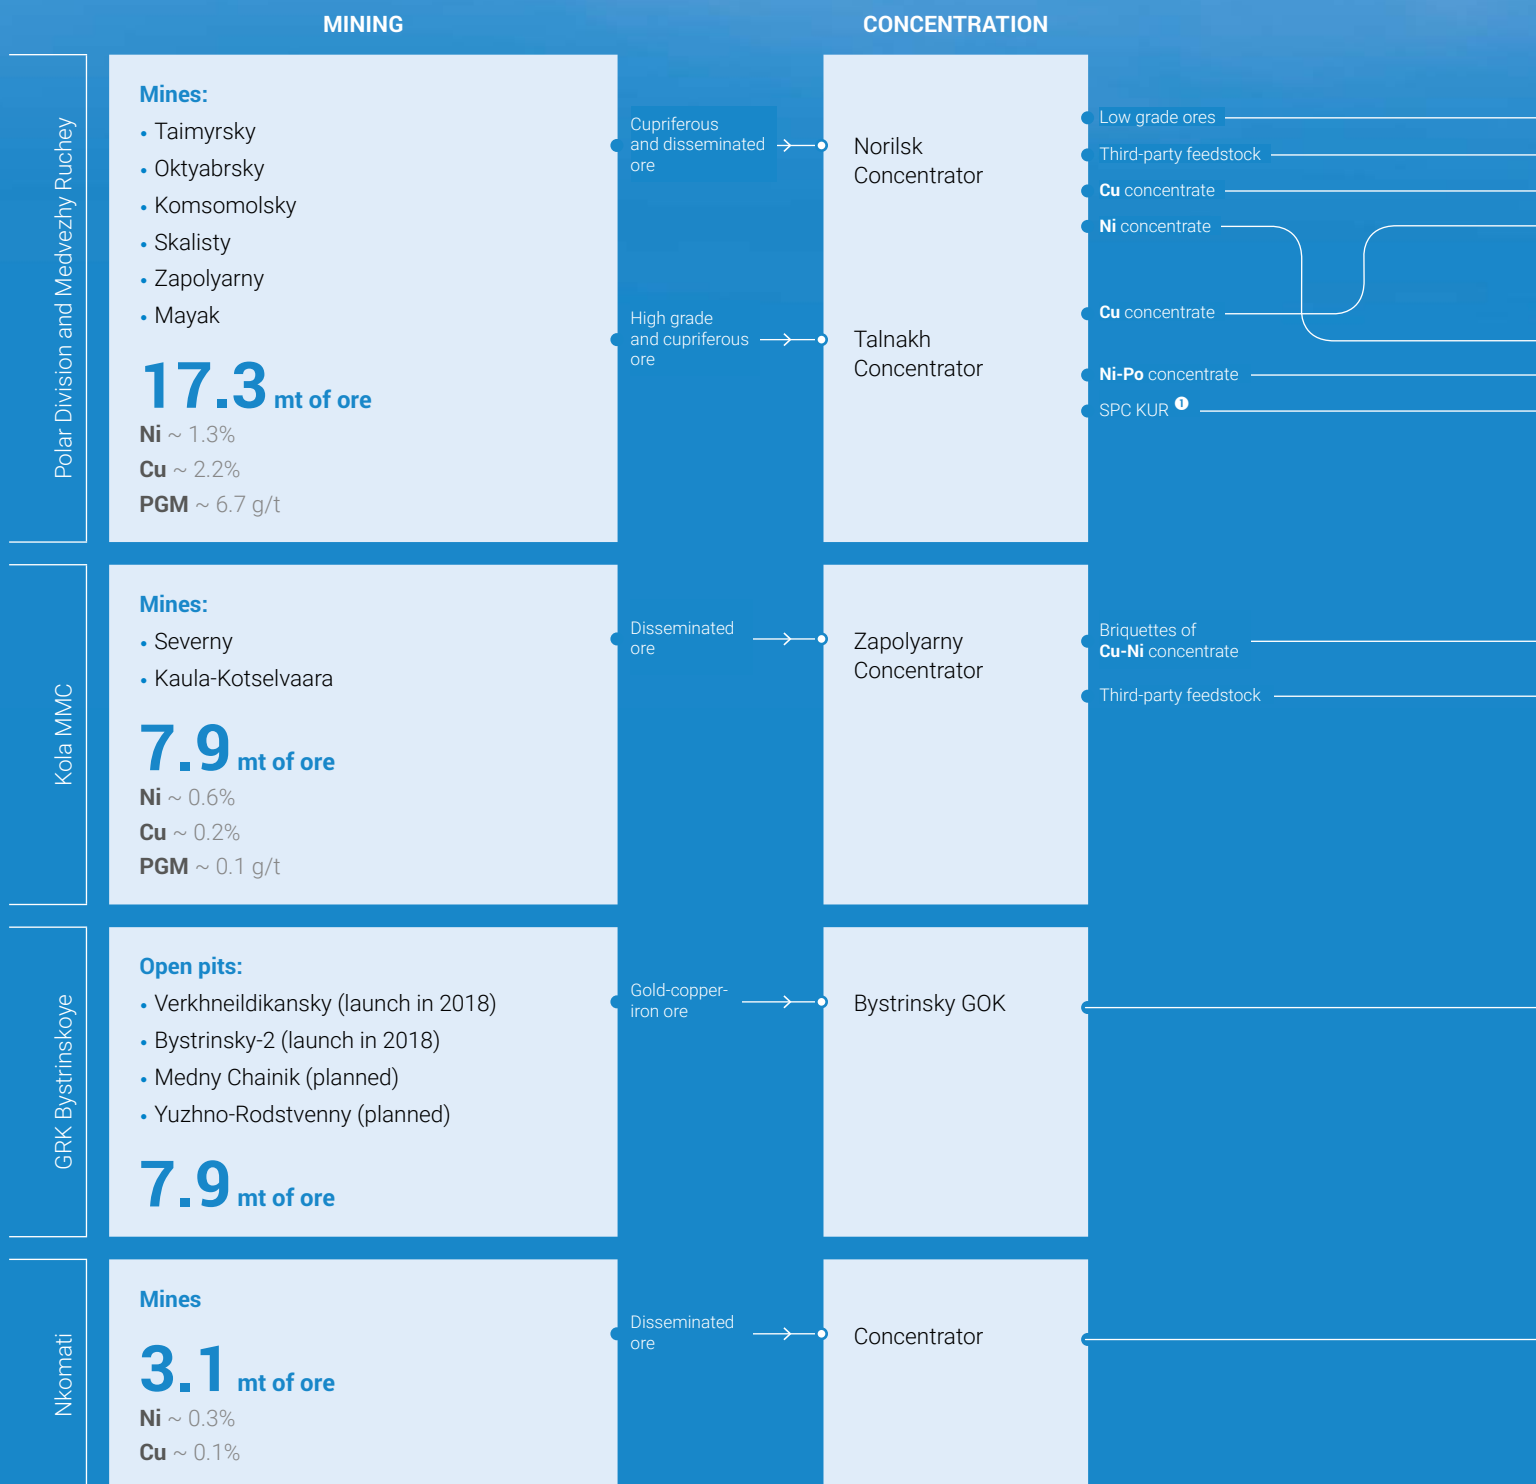 MINING
CONCENTRATION
Polar Division and Medvezhy Ruchey
Mines:
• Taimyrsky
• Oktyabrsky
• Komsomolsky
• Skalisty
• Zapolyarny
• Mayak
17.3 mt of ore
Ni ~ 1.3%
Cu ~ 2.2%
PGM ~ 6.7 g/t
Cupriferous
and disseminated
ore
High grade
and cupriferous
ore
Norilsk
Concentrator
Talnakh
Concentrator
Low grade ores
Third-party feedstock
Cu concentrate
Ni concentrate
Cu concentrate
Ni-Po concentrate
SPC KUR ❶
Kola MMC
Mines:
• Severny
• Kaula-Kotselvaara
7.9 mt of ore
Ni ~ 0.6%
Cu ~ 0.2%
PGM ~ 0.1 g/t
Disseminated
ore
Zapolyarny
Concentrator
Briquettes of
Cu-Ni concentrate
Third-party feedstock
GRK Bystrinskoye
Open pits:
• Verkhneildikansky (launch in 2018)
• Bystrinsky-2 (launch in 2018)
• Medny Chainik (planned)
• Yuzhno-Rodstvenny (planned)
7.9 mt of ore
Gold-copper-
iron ore
Bystrinsky GOK
Nkomati
Mines
3.1 mt of ore
Ni ~ 0.3%
Cu ~ 0.1%
Disseminated
ore
Concentrator